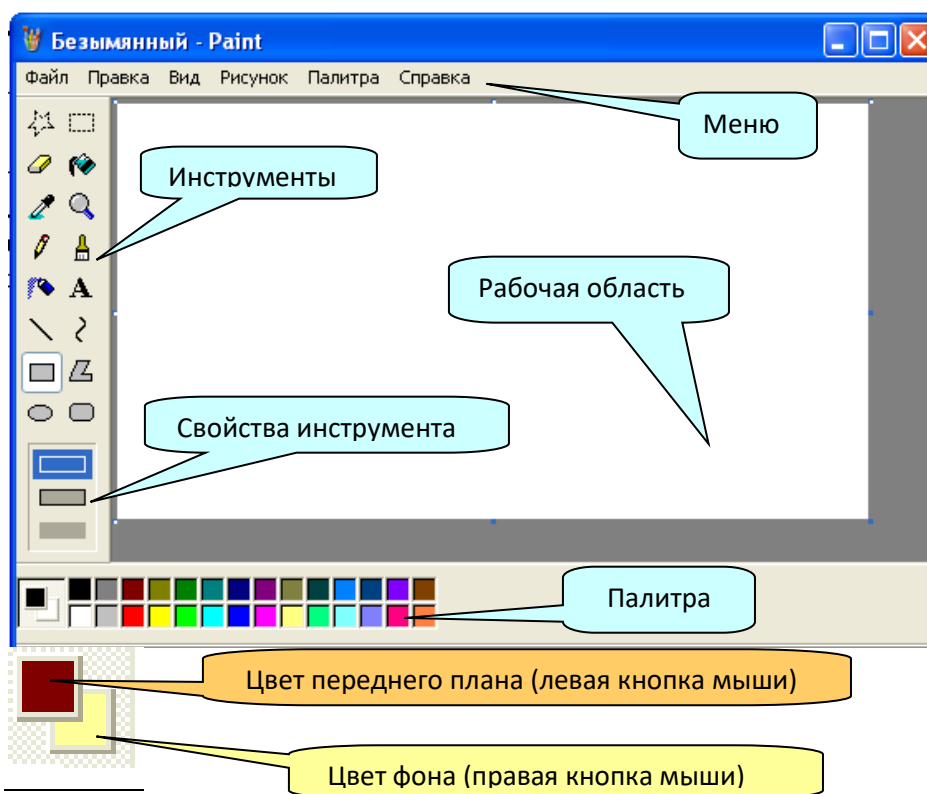 Безымянный - Paint
Файл Правка Вид Рисунок Палитра Справка
Меню
Инструменты
A
Рабочая область
Свойства инструмента
Палитра
Цвет переднего плана (левая кнопка мыши)
Цвет фона (правая кнопка мыши)